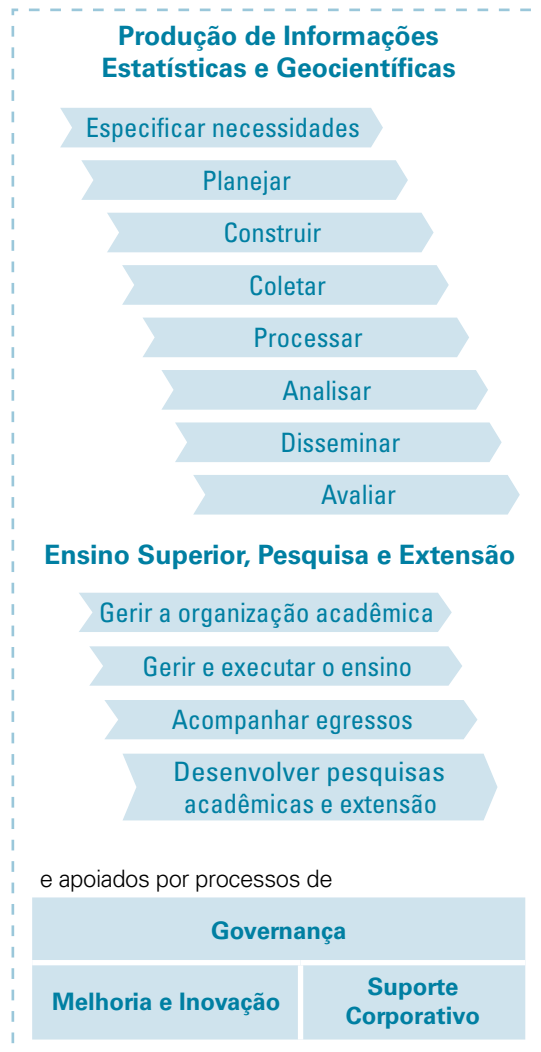 Produção de Informações
Estatísticas e Geocientíficas
Especificar necessidades
Planejar
Construir
Coletar
Processar
Analisar
Disseminar
Avaliar
Ensino Superior, Pesquisa e Extensão
Gerir a organização acadêmica
Gerir e executar o ensino
Acompanhar egressos
Desenvolver pesquisas
acadêmicas e extensão
e apoiados por processos de
Governança
Melhoria e Inovação
Suporte
Corporativo